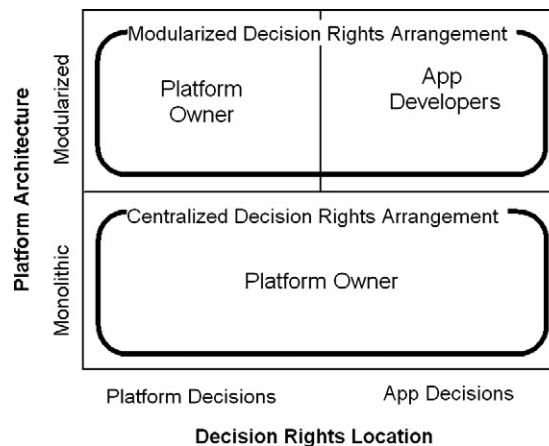 Platform Architecture
Modularized
Modularized Decision Rights Arrangement
Platform
Owner
App
Developers
Monolithic
Centralized Decision Rights Arrangement
Platform Owner
Platform Decisions
App Decisions
Decision Rights Location